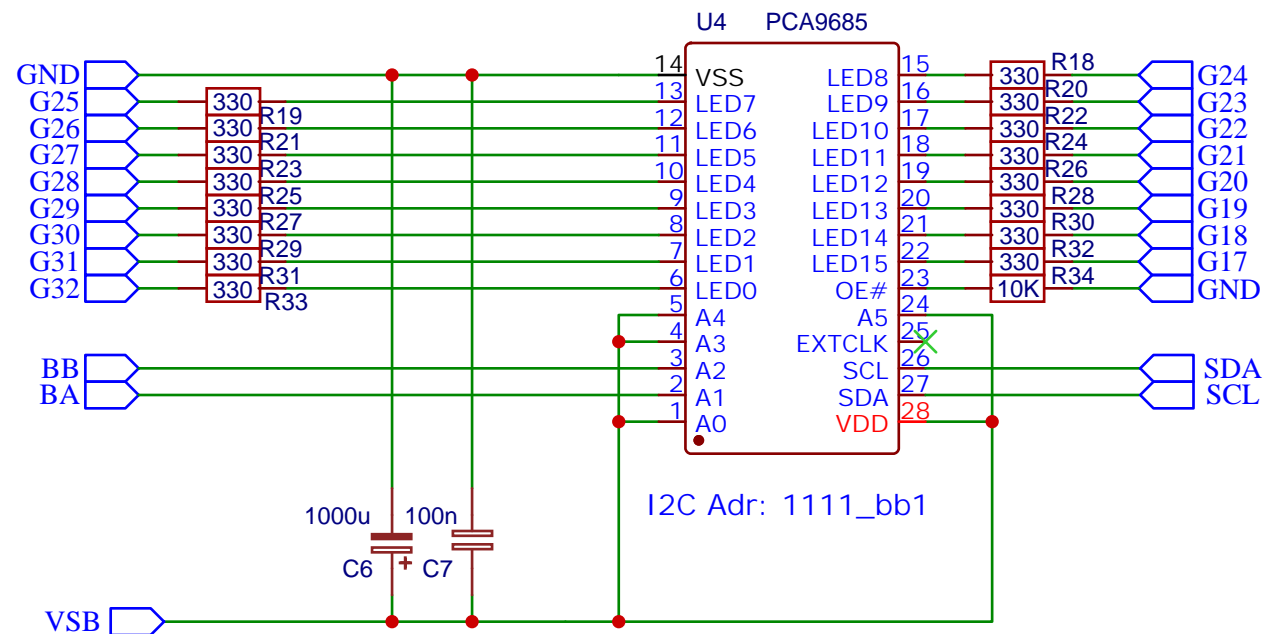 U4 PCA9685
GND 14 VSS LED8 15 330 R18 G24
G25 330 R19 13 LED7 LED9 16 330 R20 G23
G26 330 R21 12 LED6 LED10 17 330 R22 G22
G27 330 R23 11 LED5 LED11 18 330 R24 G21
G28 330 R25 10 LED4 LED12 19 330 R26 G20
G29 330 R27 9 LED3 LED13 20 330 R28 G19
G30 330 R29 8 LED2 LED14 21 330 R30 G18
G31 330 R31 7 LED1 LED15 22 330 R32 G17
G32 330 R33 6 LED0 OE# 23 10K R34 GND
5 A4 A5 24
4 A3 EXTCLK 25
BB 3 A2 SCL 26 SDA
BA 2 A1 SDA 27 SCL
1 A0 VDD 28
I2C Adr: 1111_bb1
1000u 100n
C6 + C7
VSB